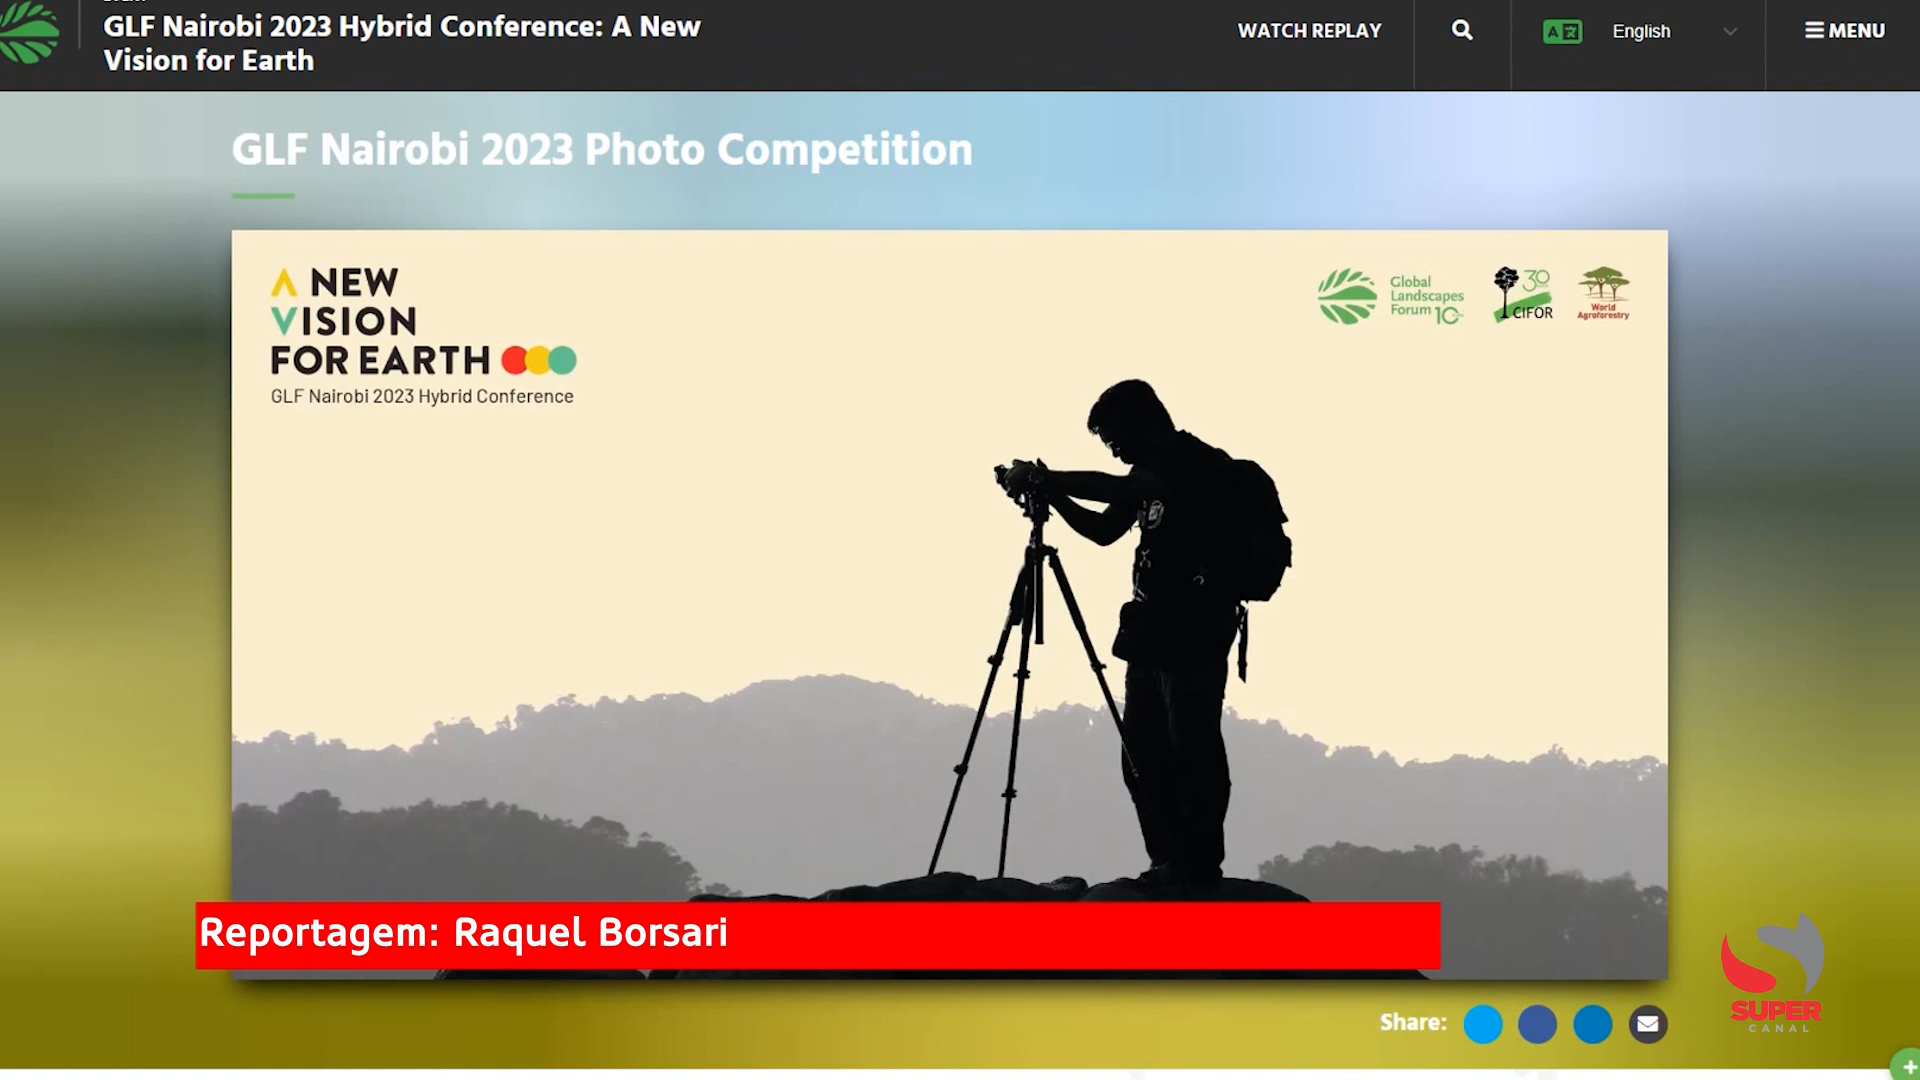 GLF Nairobi 2023 Hybrid Conference: A New
Vision for Earth
WATCH REPLAY
English
MENU
GLF Nairobi 2023 Photo Competition
A NEW
VISION
FOR EARTH
GLF Nairobi 2023 Hybrid Conference
Global
Landscapes
Forum 10
30
CIFOR
World
Agroforestry
Reportagem: Raquel Borsari
Share:
SUPER
CANAL